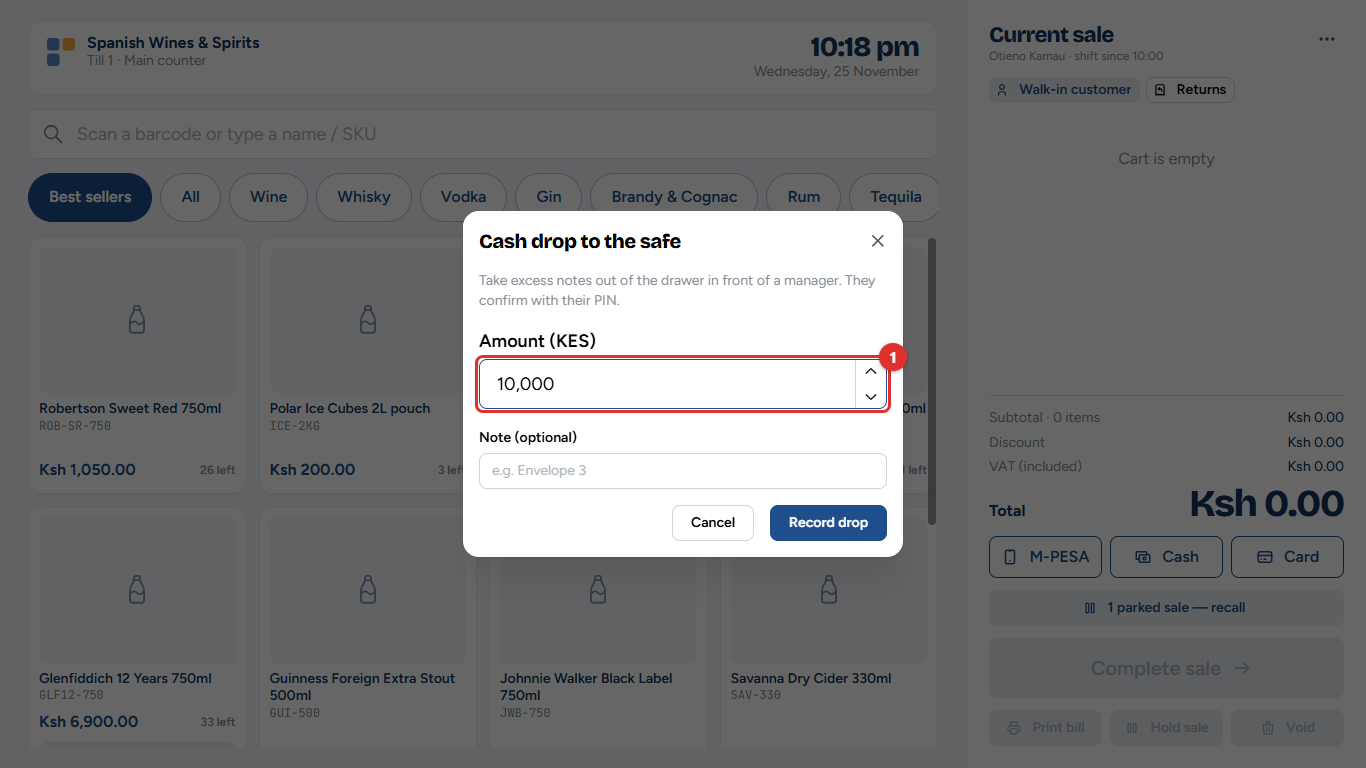 Spanish Wines & Spirits
Till 1 · Main counter
10:18 pm
Wednesday, 25 November
Scan a barcode or type a name / SKU
Best sellers
All
Wine
Whisky
Vodka
Gin
Brandy & Cognac
Rum
Tequila
Robertson Sweet Red 750ml
ROB-SR-750
Ksh 1,050.00
26 left
Polar Ice Cubes 2L pouch
ICE-2KG
Ksh 200.00
3 left
Glenfiddich 12 Years 750ml
GLF12-750
Ksh 6,900.00
33 left
Guinness Foreign Extra Stout
500ml
GUI-500
Johnnie Walker Black Label
750ml
JWB-750
Savanna Dry Cider 330ml
SAV-330
Cash drop to the safe
Take excess notes out of the drawer in front of a manager. They
confirm with their PIN.
Amount (KES)
1
10,000
Note (optional)
e.g. Envelope 3
Cancel
Record drop
Current sale
Otieno Kamau · shift since 10:00
Walk-in customer
Returns
Cart is empty
Subtotal · 0 items
Ksh 0.00
Discount
Ksh 0.00
VAT (included)
Ksh 0.00
Total
Ksh 0.00
M-PESA
Cash
Card
1 parked sale — recall
Complete sale →
Print bill
Hold sale
Void